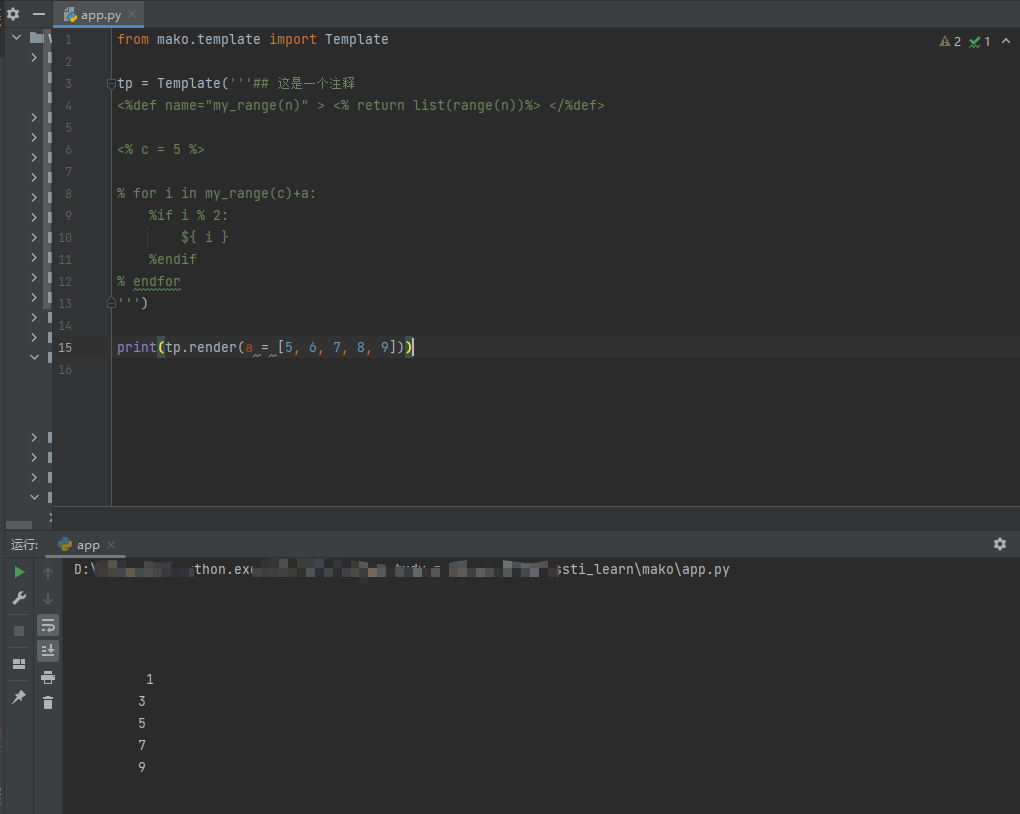 app.py
2 1
1 from mako.template import Template
2
3 tp = Template('''## 这是一个注释
4 <%def name="my_range(n)" > <% return list(range(n))%> </%def>
5
6 <% c = 5 %>
7
8 % for i in my_range(c)+a:
9 %if i % 2:
10 ${ i }
11 %endif
12 % endfor
13 ''')
14
15 print(tp.render(a = [5, 6, 7, 8, 9]))
16
运行: app
D:\ thon.exe ssti_learn\mako\app.py
1
3
5
7
9